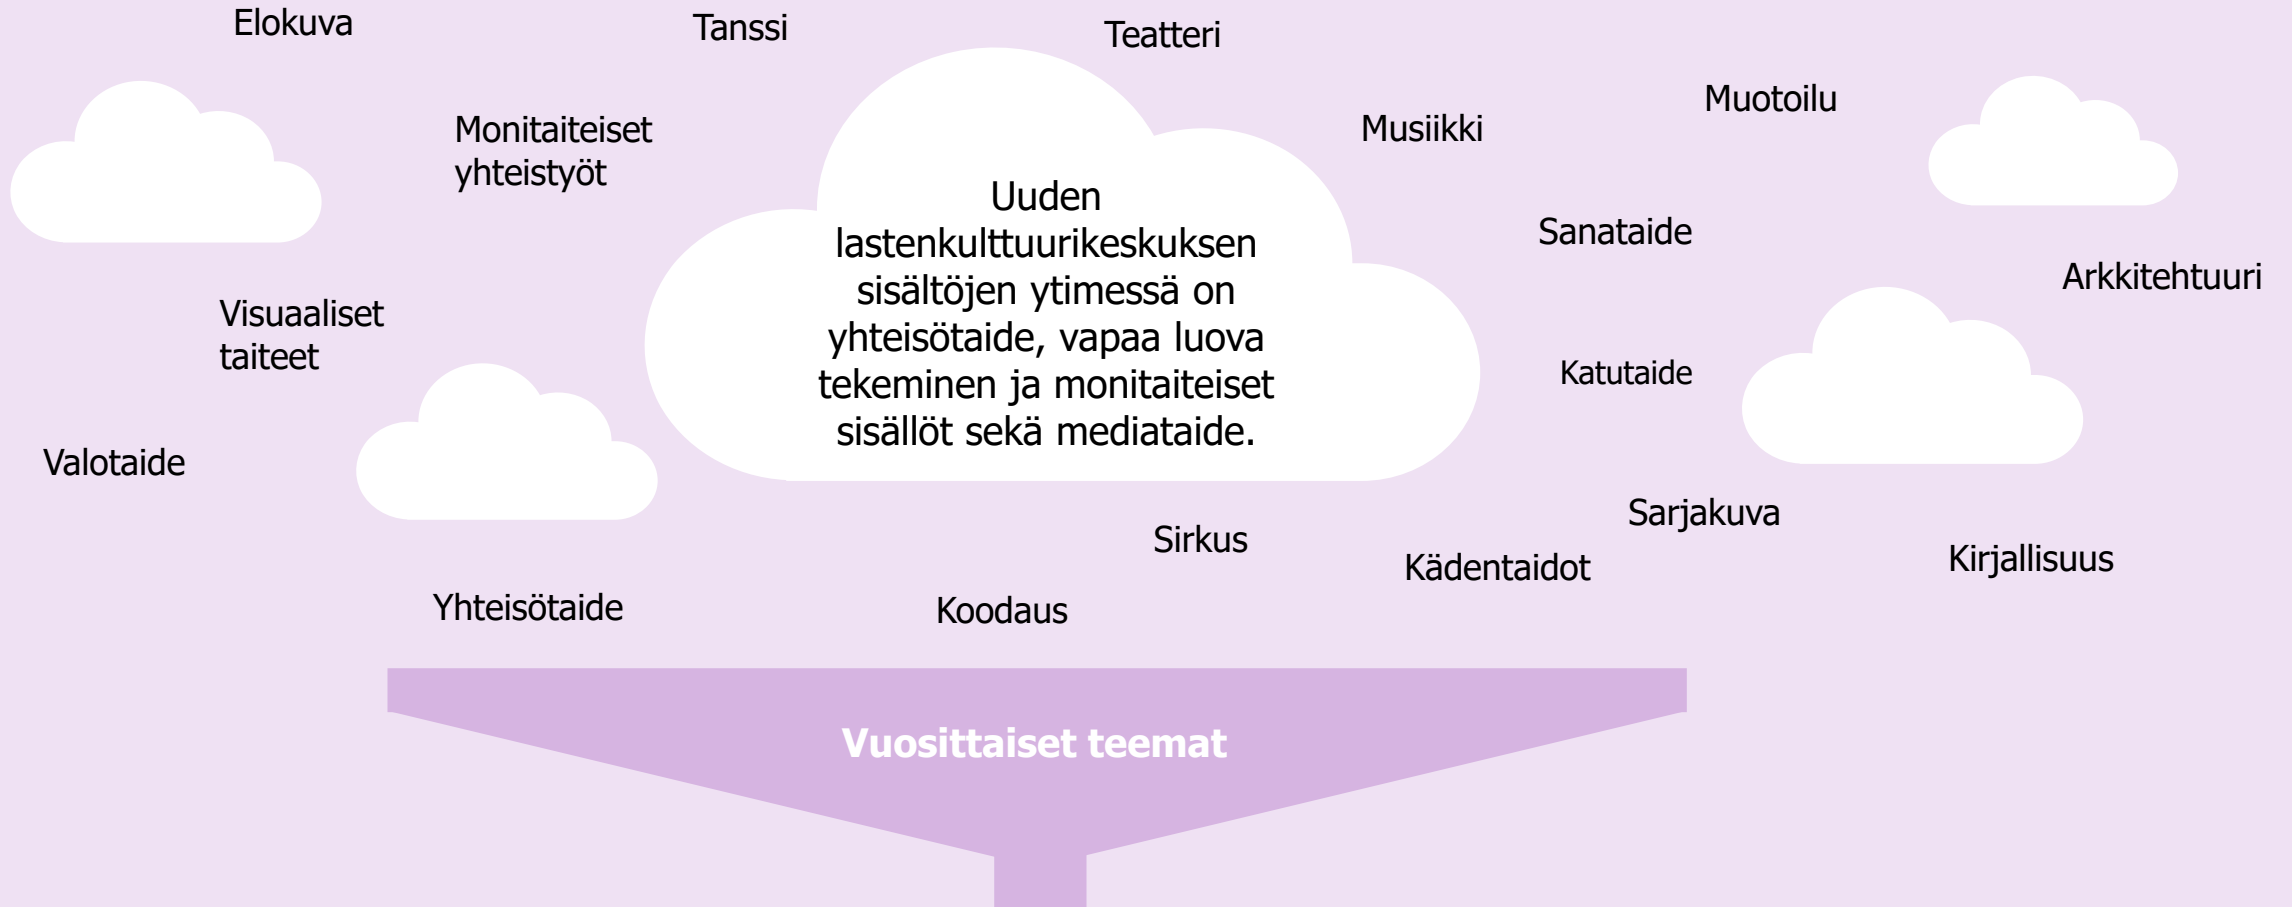 Elokuva
Tanssi
Teatteri
Muotoilu
Monitaiteiset
yhteistyöt
Musiikki
Uuden
lastenkulttuurikeskuksen
sisältöjen ytimessä on
yhteisötaide, vapaa luova
tekeminen ja monitaiteiset
sisällöt sekä mediataide.
Sanataide
Arkkitehtuuri
Visuaaliset
taiteet
Katutaide
Valotaide
Sarjakuva
Sirkus
Kädentaidot
Kirjallisuus
Yhteisötaide
Koodaus
Vuosittaiset teemat